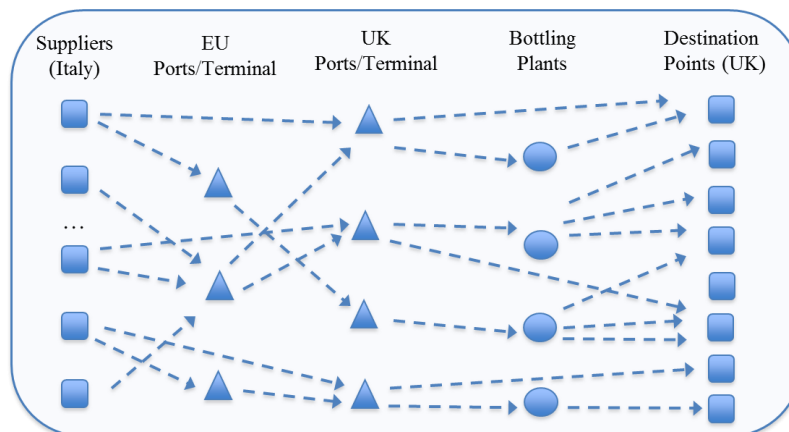 Suppliers
(Italy)
EU
Ports/Terminal
UK
Ports/Terminal
Bottling
Plants
Destination
Points (UK)
...